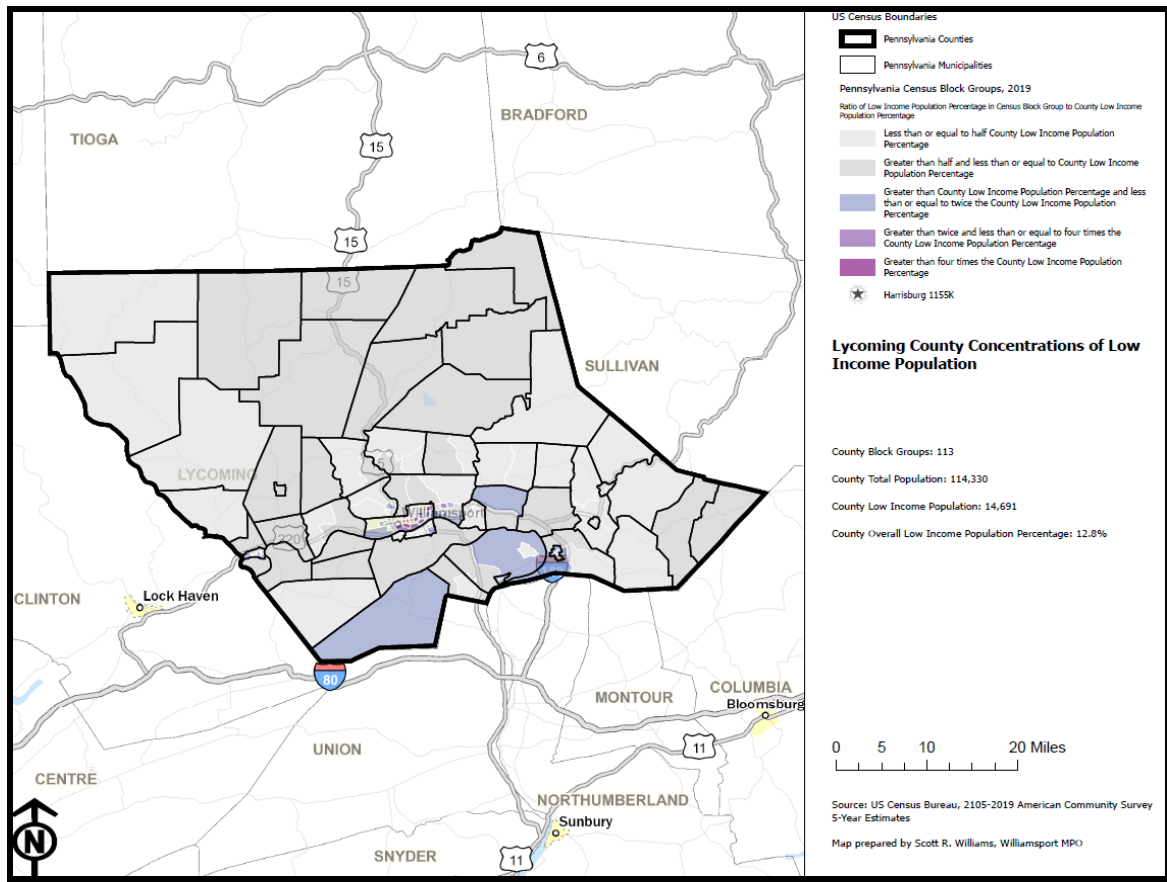 US Census Boundaries
Pennsylvania Counties
Pennsylvania Municipalities
Pennsylvania Census Block Groups, 2019
Ratio of Low Income Population Percentage in Census Block Group to County Low Income
Population Percentage
Less than or equal to half County Low Income Population
Percentage
Greater than half and less than or equal to County Low Income
Population Percentage
Greater than County Low Income Population Percentage and less
than or equal to twice the County Low Income Population
Percentage
Greater than twice and less than or equal to four times the
County Low Income Population Percentage
Greater than four times the County Low Income Population
Percentage
Harrisburg 1155K
Lycoming County Concentrations of Low
Income Population
County Block Groups: 113
County Total Population: 114,330
County Low Income Population: 14,691
County Overall Low Income Population Percentage: 12.8%
0 5 10 20 Miles
Source: US Census Bureau, 2105-2019 American Community Survey
5-Year Estimates
Map prepared by Scott R. Williams, Williamsport MPO
6
BRADFORD
TIOGA
15
15
15
SULLIVAN
LYCOMING
Williamsport
220
CLINTON
Lock Haven
80
MONTOUR
COLUMBIA
Bloomsburg
UNION
11
CENTRE
NORTHUMBERLAND
Sunbury
SNYDER
11
N